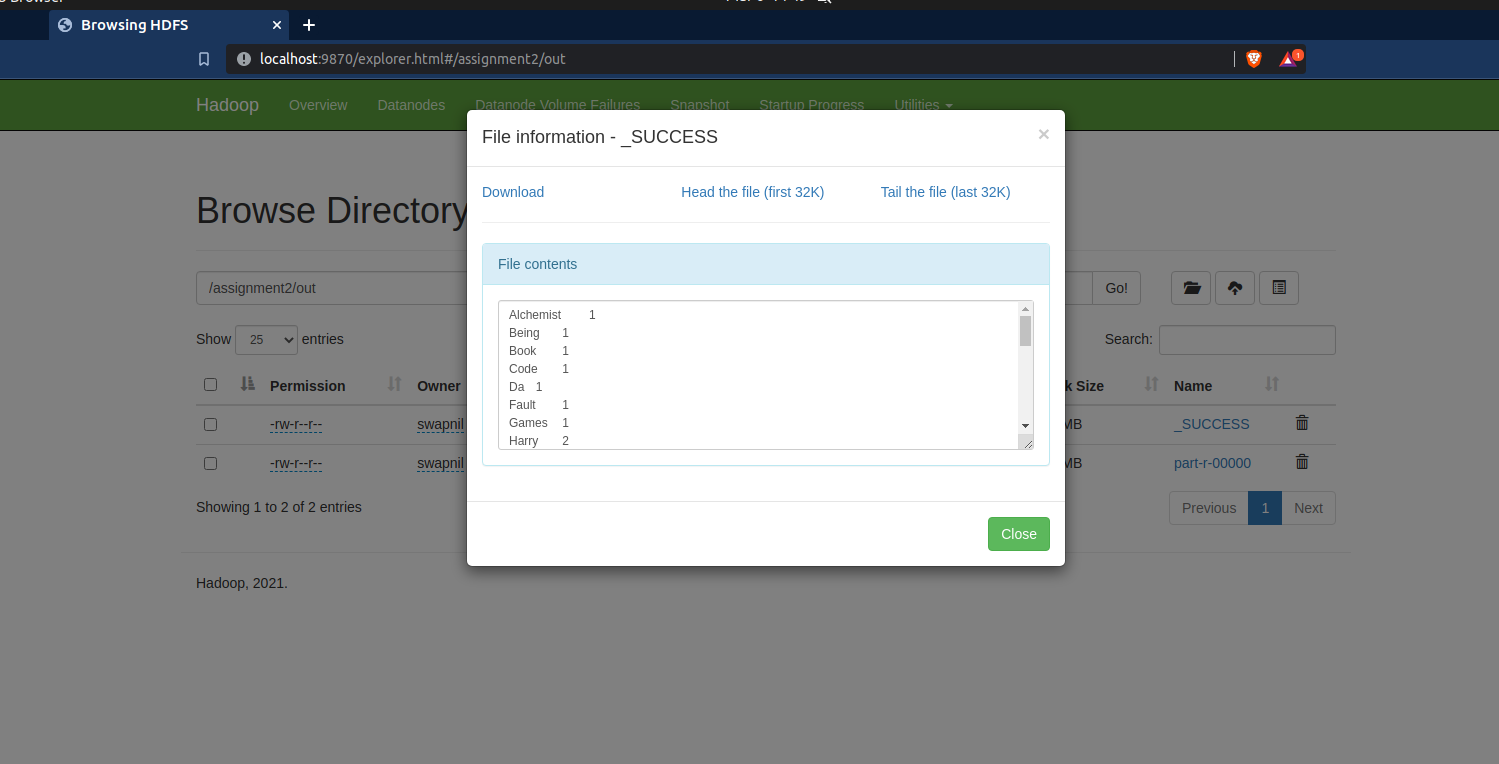 Browsing HDFS
localhost:9870/explorer.html#/assignment2/out
1
Hadoop Overview Datanodes Datanode Volume Failures Snapshot Startup Progress Utilities
File information - _SUCCESS
Download Head the file (first 32K) Tail the file (last 32K)
Browse Directory
File contents
/assignment2/out
Go!
Alchemist 1
Being 1
Book 1
Code 1
Da 1
Fault 1
Games 1
Harry 2
Show 25 entries
Search:
Permission Owner Size Name
-rw-r--r-- swapnil MB _SUCCESS
-rw-r--r-- swapnil MB part-r-00000
Showing 1 to 2 of 2 entries
Previous 1 Next
Close
Hadoop, 2021.